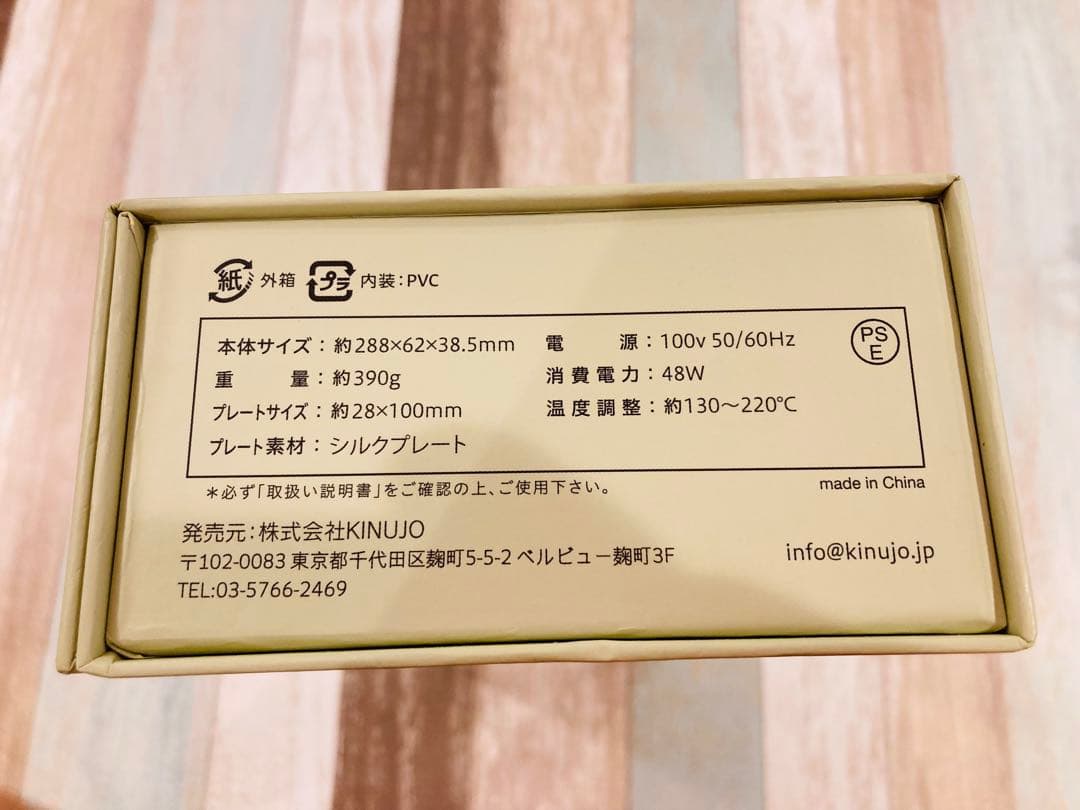 紙 外箱 プラ 内装:PVC
本体サイズ:約288×62×38.5mm 電源:100v 50/60Hz
PS
E
重量:約390g 消費電力:48W
プレートサイズ:約28×100mm 温度調整:約130〜220℃
プレート素材:シルクプレート
*必ず「取扱い説明書」をご確認の上、ご使用下さい。 made in China
発売元:株式会社KINUJO
〒102-0083 東京都千代田区麹町5-5-2 ベルビュー麹町3F info@kinujo.jp
TEL:03-5766-2469